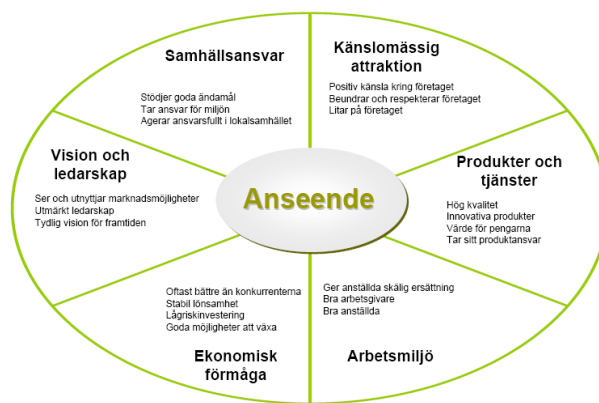 Samhällsansvar
Stödjer goda ändamål
Tar ansvar för miljön
Agerar ansvarsfullt i lokalsamhället
Känslomässig
attraktion
Positiv känsla kring företaget
Beundrar och respekterar företaget
Litar på företaget
Vision och
ledarskap
Ser och utnyttjar marknadsmöjligheter
Utmärkt ledarskap
Tydlig vision för framtiden
Anseende
Produkter och
tjänster
Hög kvalitet
Innovativa produkter
Värde för pengarna
Tar sitt produktansvar
Oftast bättre än konkurrenterna
Stabil lönsamhet
Lågriskinvestering
Goda möjligheter att växa
Ekonomisk
förmåga
Ger anställda skälig ersättning
Bra arbetsgivare
Bra anställda
Arbetsmiljö